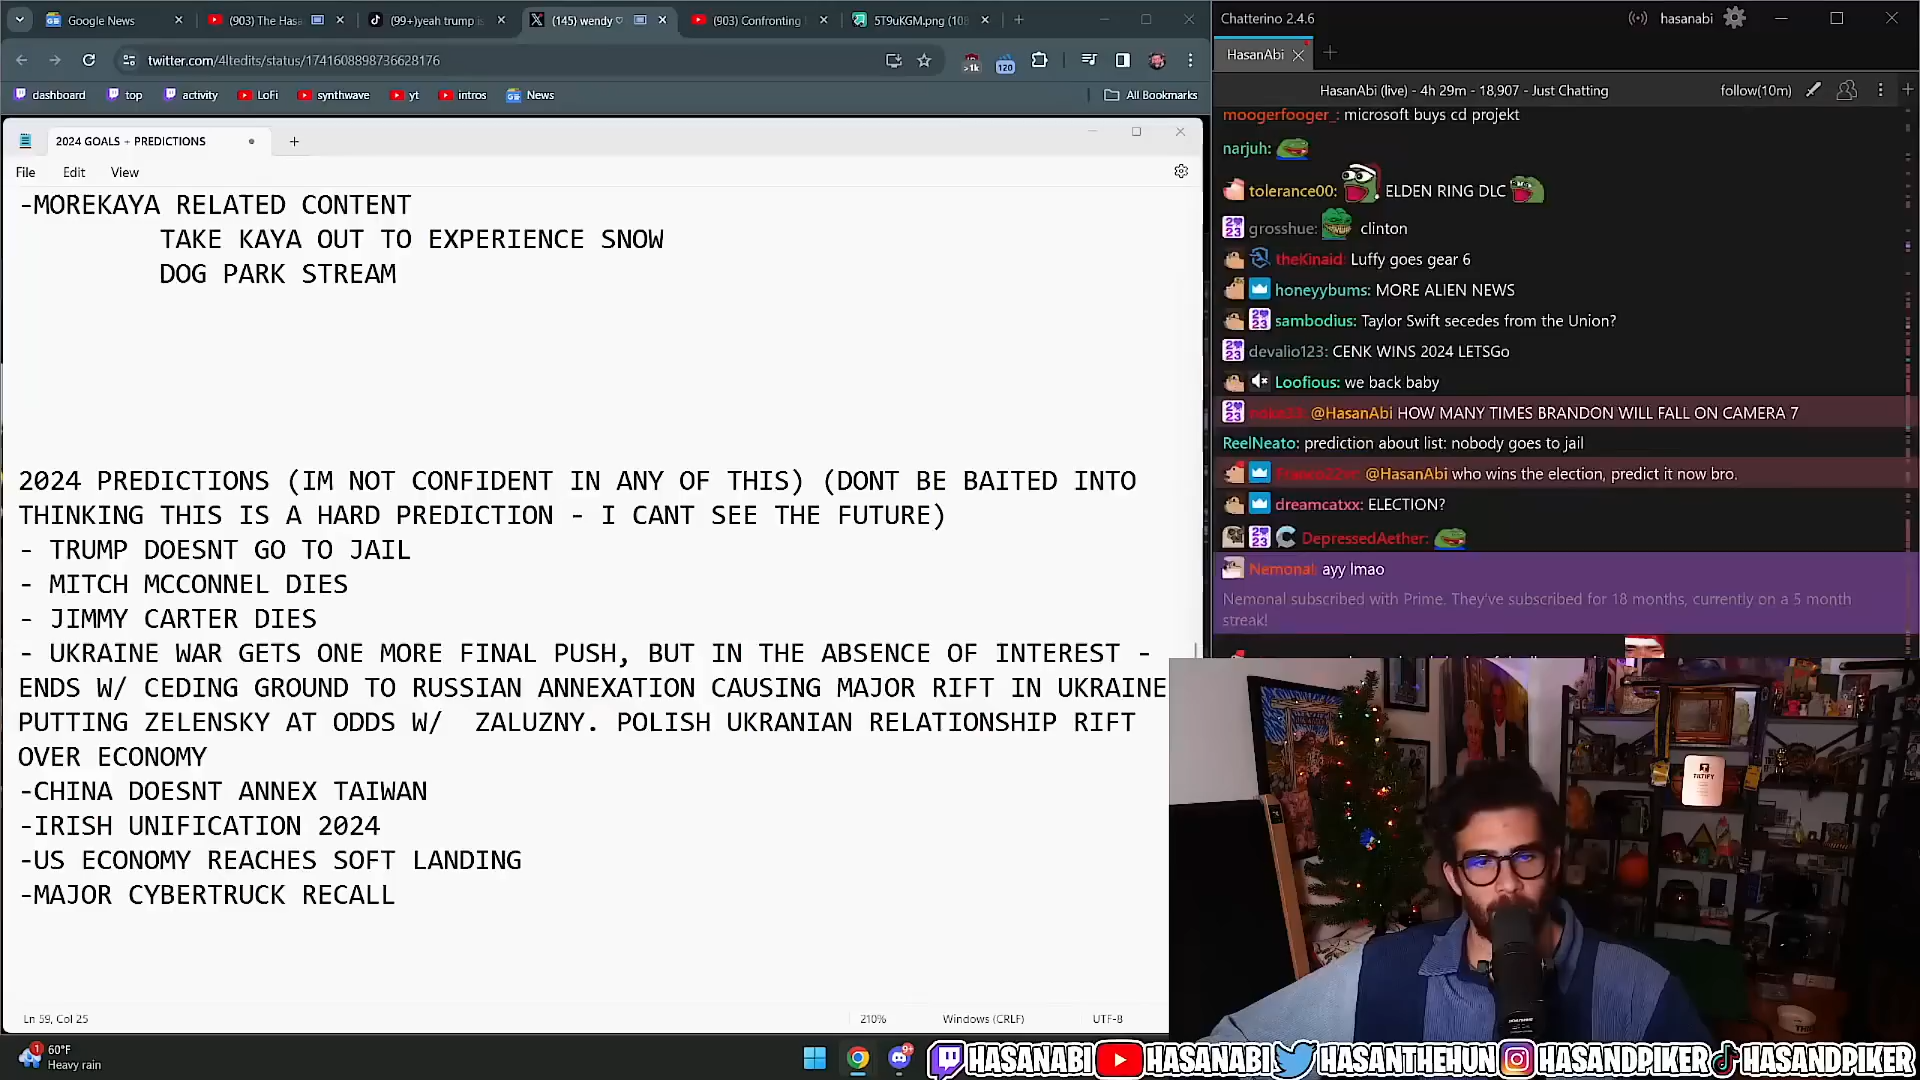 Google News
(903) The Hasa
(99+)yeah trump is
(145) wendy ♡
(903) Confronting
5T9uKGM.png (108
twitter.com/4ltedits/status/1741608898736628176
>1k
120
dashboard
top
activity
LoFi
synthwave
yt
intros
News
All Bookmarks
2024 GOALS + PREDICTIONS
File Edit View
-MOREKAYA RELATED CONTENT
TAKE KAYA OUT TO EXPERIENCE SNOW
DOG PARK STREAM
2024 PREDICTIONS (IM NOT CONFIDENT IN ANY OF THIS) (DONT BE BAITED INTO
THINKING THIS IS A HARD PREDICTION - I CANT SEE THE FUTURE)
- TRUMP DOESNT GO TO JAIL
- MITCH MCCONNEL DIES
- JIMMY CARTER DIES
- UKRAINE WAR GETS ONE MORE FINAL PUSH, BUT IN THE ABSENCE OF INTEREST -
ENDS W/ CEDING GROUND TO RUSSIAN ANNEXATION CAUSING MAJOR RIFT IN UKRAINE
PUTTING ZELENSKY AT ODDS W/ ZALUZNY. POLISH UKRANIAN RELATIONSHIP RIFT
OVER ECONOMY
-CHINA DOESNT ANNEX TAIWAN
-IRISH UNIFICATION 2024
-US ECONOMY REACHES SOFT LANDING
-MAJOR CYBERTRUCK RECALL
Ln 59, Col 25
210%
Windows (CRLF)
UTF-8
Chatterino 2.4.6
hasanabi
HasanAbi
HasanAbi (live) - 4h 29m - 18,907 - Just Chatting
follow(10m)
moogerfooger_: microsoft buys cd projekt
narjuh:
tolerance00: ELDEN RING DLC
grosshue: clinton
theKinaid: Luffy goes gear 6
honeyybums: MORE ALIEN NEWS
sambodius: Taylor Swift secedes from the Union?
devalio123: CENK WINS 2024 LETSGo
Loofious: we back baby
@HasanAbi HOW MANY TIMES BRANDON WILL FALL ON CAMERA 7
ReelNeato: prediction about list: nobody goes to jail
@HasanAbi who wins the election, predict it now bro.
dreamcatxx: ELECTION?
DepressedAether:
Nemonal: ayy lmao
Nemonal subscribed with Prime. They've subscribed for 18 months, currently on a 5 month
streak!
1
60°F
Heavy rain
HASANABI
HASANABI
HASANTHEHUN
HASANDPIKER
HASANDPIKER